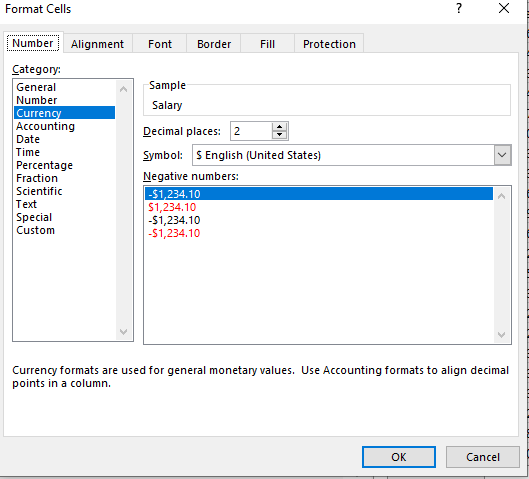 Format Cells
?
Number Alignment Font Border Fill Protection
Category:
General
Number
Currency
Accounting
Date
Time
Percentage
Fraction
Scientific
Text
Special
Custom
Sample
Salary
Decimal places: 2
Symbol: $ English (United States)
Negative numbers:
-$1,234.10
$1,234.10
-$1,234.10
-$1,234.10
Currency formats are used for general monetary values. Use Accounting formats to align decimal
points in a column.
OK Cancel